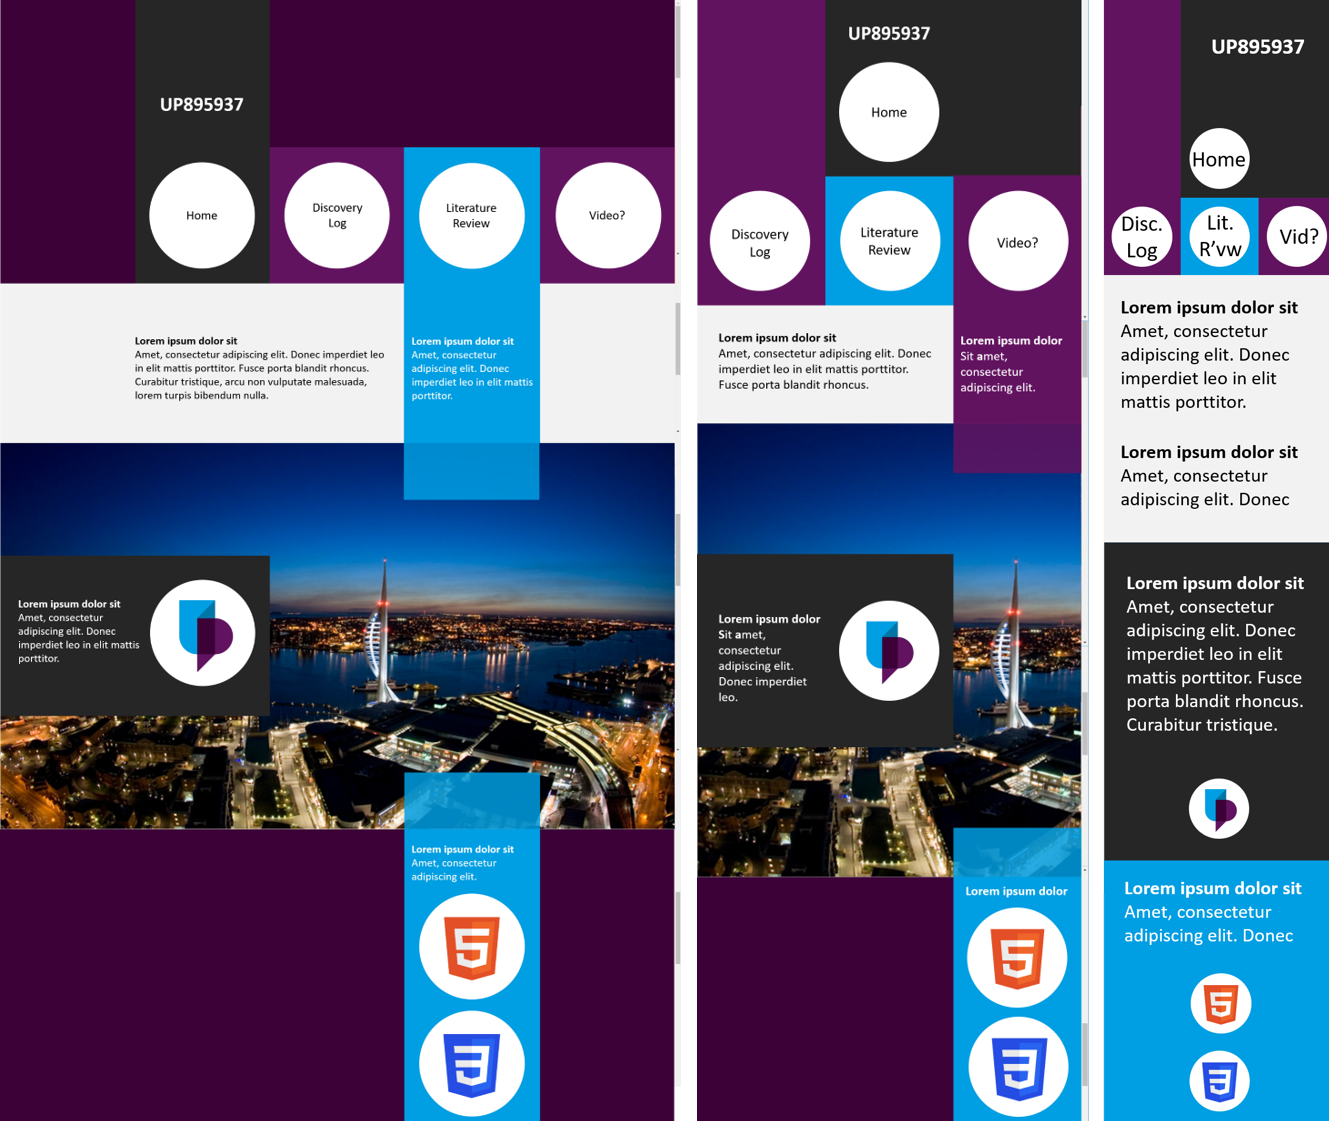 UP895937
Home
Discovery
Log
Literature
Review
Video?
Lorem ipsum dolor sit
Amet, consectetur adipiscing elit. Donec imperdiet leo
in elit mattis porttitor. Fusce porta blandit rhoncus.
Curabitur tristique, arcu non vulputate malesuada,
lorem turpis bibendum nulla.
Lorem ipsum dolor sit
Amet, consectetur
adipiscing elit. Donec
imperdiet leo in elit mattis
porttitor.
Lorem ipsum dolor sit
Amet, consectetur
adipiscing elit. Donec
imperdiet leo in elit mattis
porttitor.
Lorem ipsum dolor sit
Amet, consectetur
adipiscing elit.
UP895937
Home
Discovery
Log
Literature
Review
Video?
Lorem ipsum dolor sit
Amet, consectetur adipiscing elit. Donec
imperdiet leo in elit mattis porttitor.
Fusce porta blandit rhoncus.
Lorem ipsum dolor
Sit amet,
consectetur
adipiscing elit.
Lorem ipsum dolor
Sit amet,
consectetur
adipiscing elit.
Donec imperdiet
leo.
Lorem ipsum dolor
UP895937
Home
Disc.
Log
Lit.
R'vw
Vid?
Lorem ipsum dolor sit
Amet, consectetur
adipiscing elit. Donec
imperdiet leo in elit
mattis porttitor.
Lorem ipsum dolor sit
Amet, consectetur
adipiscing elit. Donec
Lorem ipsum dolor sit
Amet, consectetur
adipiscing elit. Donec
imperdiet leo in elit
mattis porttitor. Fusce
porta blandit rhoncus.
Curabitur tristique.
Lorem ipsum dolor sit
Amet, consectetur
adipiscing elit. Donec